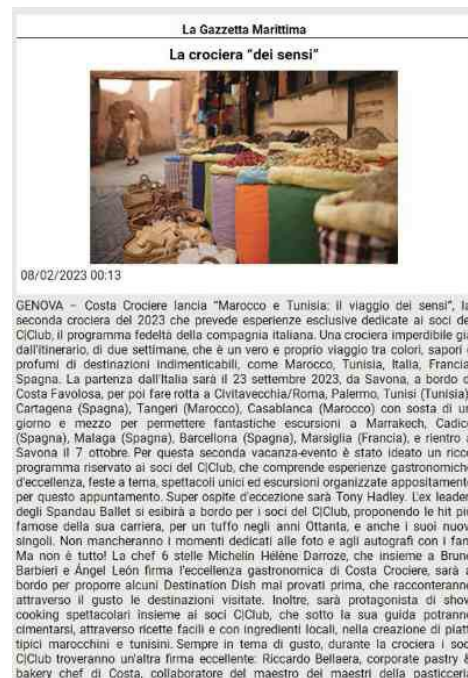 La Gazzetta Marittima
La crociera “dei sensi”
08/02/2023 00:13
GENOVA – Costa Crociere lancia “Marocco e Tunisia: il viaggio dei sensi”, la
seconda crociera del 2023 che prevede esperienze esclusive dedicate ai soci del
C|Club, il programma fedeltà della compagnia italiana. Una crociera imperdibile già
dall’itinerario, di due settimane, che è un vero e proprio viaggio tra colori, sapori e
profumi di destinazioni indimenticabili, come Marocco, Tunisia, Italia, Francia,
Spagna. La partenza dall’Italia sarà il 23 settembre 2023, da Savona, a bordo di
Costa Favolosa, per poi fare rotta a Civitavecchia/Roma, Palermo, Tunisi (Tunisia),
Cartagena (Spagna), Tangeri (Marocco), Casablanca (Marocco) con sosta di un
giorno e mezzo per permettere fantastiche escursioni a Marrakech, Cadice
(Spagna), Malaga (Spagna), Barcellona (Spagna), Marsiglia (Francia), e rientro a
Savona il 7 ottobre. Per questa seconda vacanza-evento è stato ideato un ricco
programma riservato ai soci del C|Club, che comprende esperienze gastronomiche
d’eccellenza, feste a tema, spettacoli unici ed escursioni organizzate appositamente
per questo appuntamento. Super ospite d’eccezione sarà Tony Hadley. L’ex leader
degli Spandau Ballet si esibirà a bordo per i soci del C|Club, proponendo le hit più
famose della sua carriera, per un tuffo negli anni Ottanta, e anche i suoi nuovi
singoli. Non mancheranno i momenti dedicati alle foto e agli autografi con i fan.
Ma non è tutto! La chef 6 stelle Michelin Hélène Darroze, che insieme a Bruno
Barbieri e Ángel León firma l’eccellenza gastronomica di Costa Crociere, sarà a
bordo per proporre alcuni Destination Dish mai provati prima, che racconteranno
attraverso il gusto le destinazioni visitate. Inoltre, sarà protagonista di show
cooking spettacolari insieme ai soci C|Club, che sotto la sua guida potranno
cimentarsi, attraverso ricette facili e con ingredienti locali, nella creazione di piatti
tipici marocchini e tunisini. Sempre in tema di gusto, durante la crociera i soci
C|Club troveranno un’altra firma eccellente: Riccardo Bellaera, corporate pastry &
bakery chef di Costa, collaboratore del maestro dei maestri della pasticceria